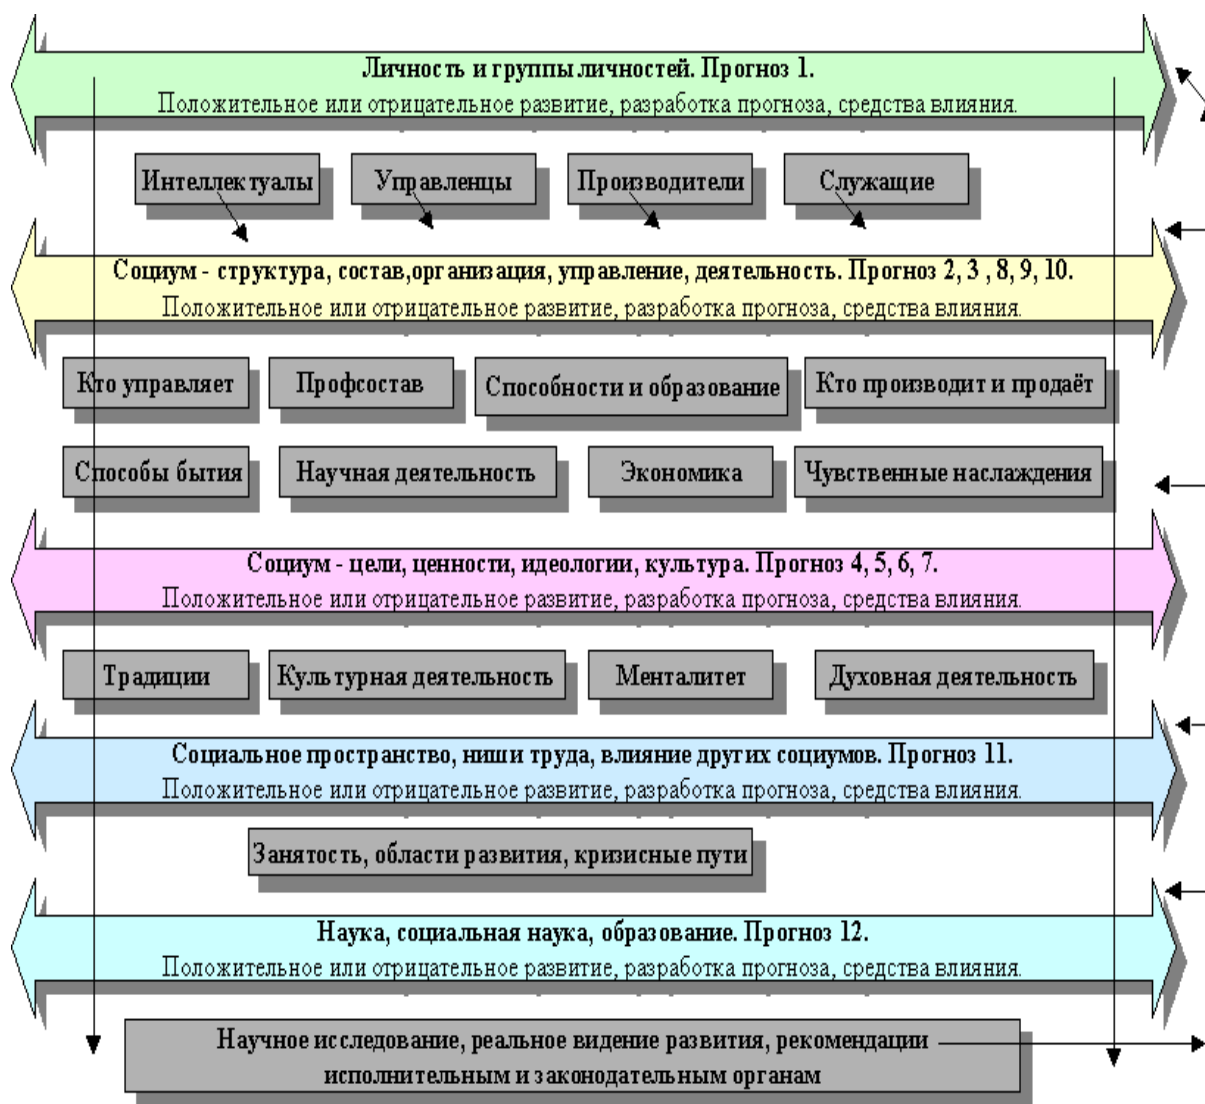 Личность и группы личностей. Прогноз 1.
Положительное или отрицательное развитие, разработка прогноза, средства влияния.
Интеллектуалы
Управленцы
Производители
Служащие
Социум - структура, состав,организация, управление, деятельность. Прогноз 2, 3 , 8, 9, 10.
Положительное или отрицательное развитие, разработка прогноза, средства влияния.
Кто управляет
Профсостав
Способности и образование
Кто производит и продаёт
Способы бытия
Научная деятельность
Экономика
Чувственные наслаждения
Социум - цели, ценности, идеологии, культура. Прогноз 4, 5, 6, 7.
Положительное или отрицательное развитие, разработка прогноза, средства влияния.
Традиции
Культурная деятельность
Менталитет
Духовная деятельность
Социальное пространство, ниши труда, влияние других социумов. Прогноз 11.
Положительное или отрицательное развитие, разработка прогноза, средства влияния.
Занятость, области развития, кризисные пути
Наука, социальная наука, образование. Прогноз 12.
Положительное или отрицательное развитие, разработка прогноза, средства влияния.
Научное исследование, реальное видение развития, рекомендации
исполнительным и законодательным органам